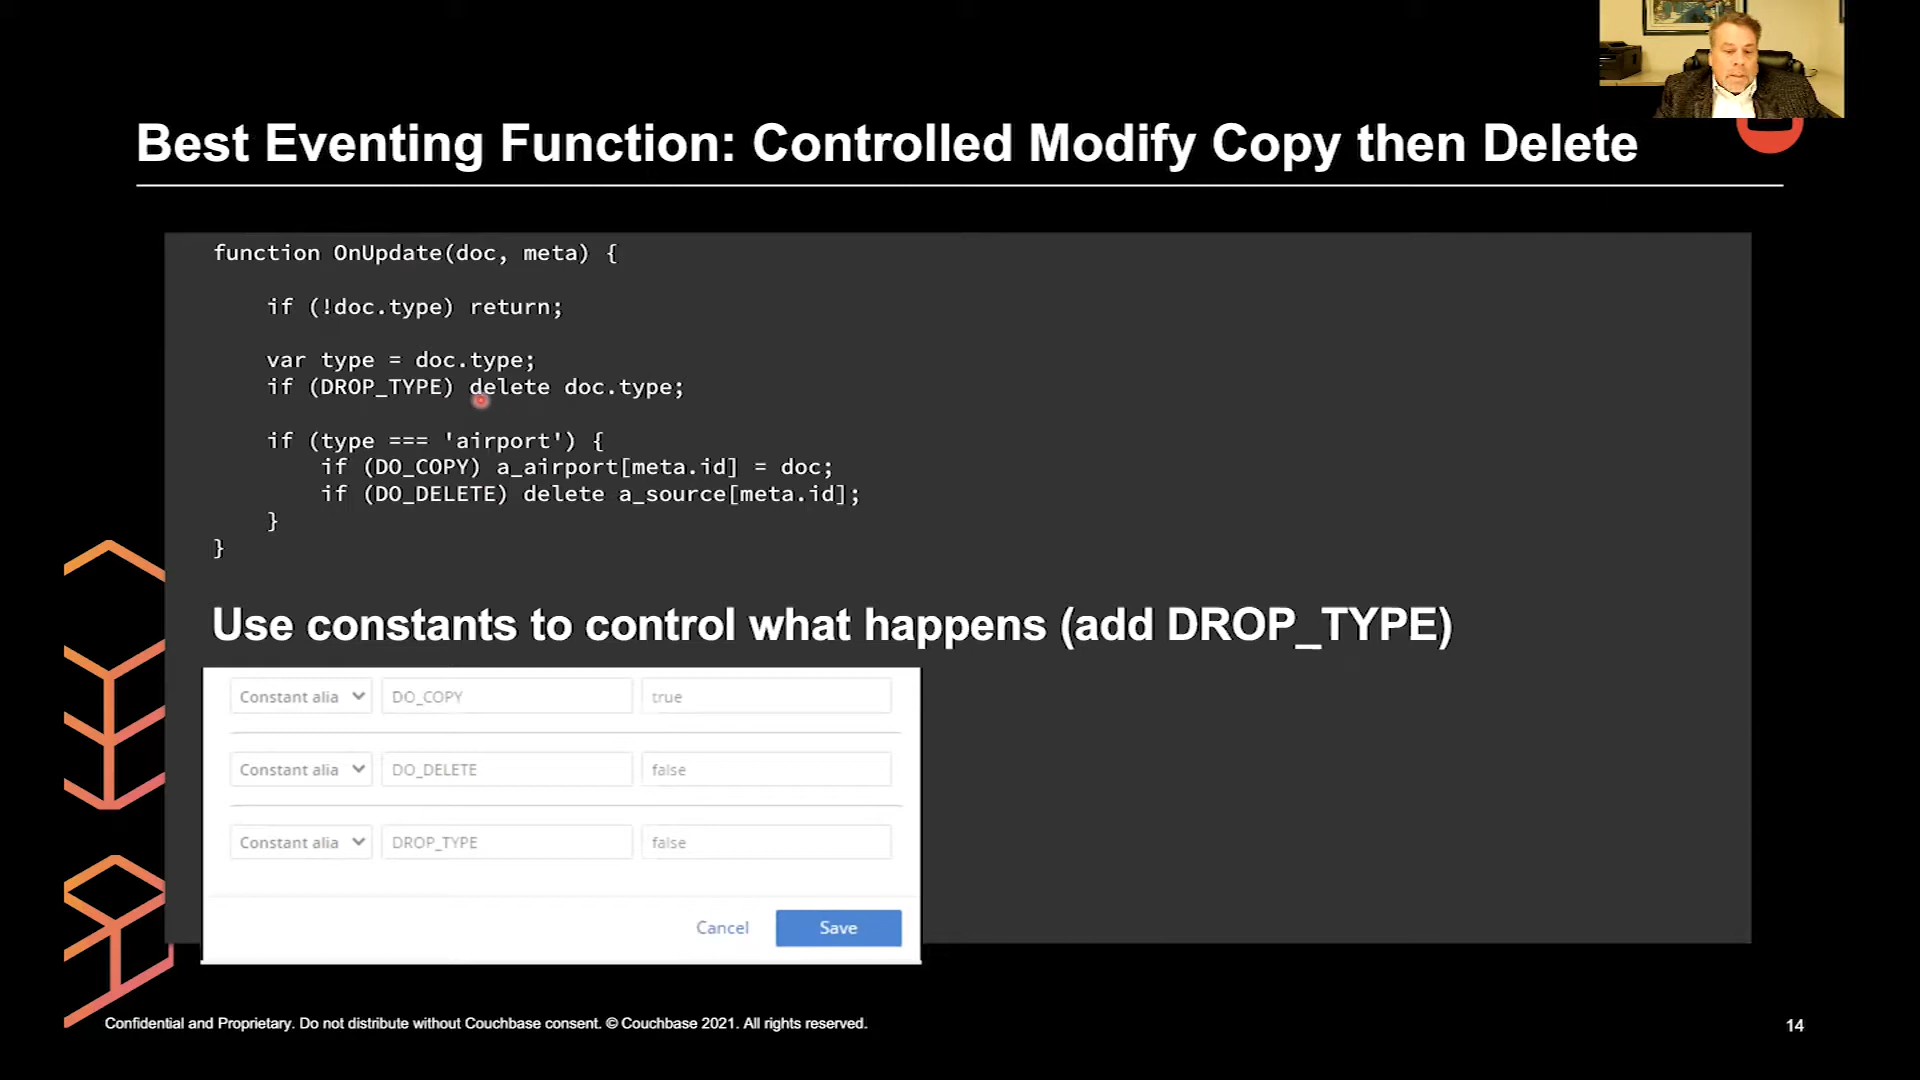 Best Eventing Function: Controlled Modify Copy then Delete
function OnUpdate(doc, meta) {
if (!doc.type) return;
var type = doc.type;
if (DROP_TYPE) delete doc.type;
if (type === 'airport') {
if (DO_COPY) a_airport[meta.id] = doc;
if (DO_DELETE) delete a_source[meta.id];
}
}
Use constants to control what happens (add DROP_TYPE)
Constant alia DO_COPY true
Constant alia DO_DELETE false
Constant alia DROP_TYPE false
Cancel Save
Confidential and Proprietary. Do not distribute without Couchbase consent. © Couchbase 2021. All rights reserved.
14